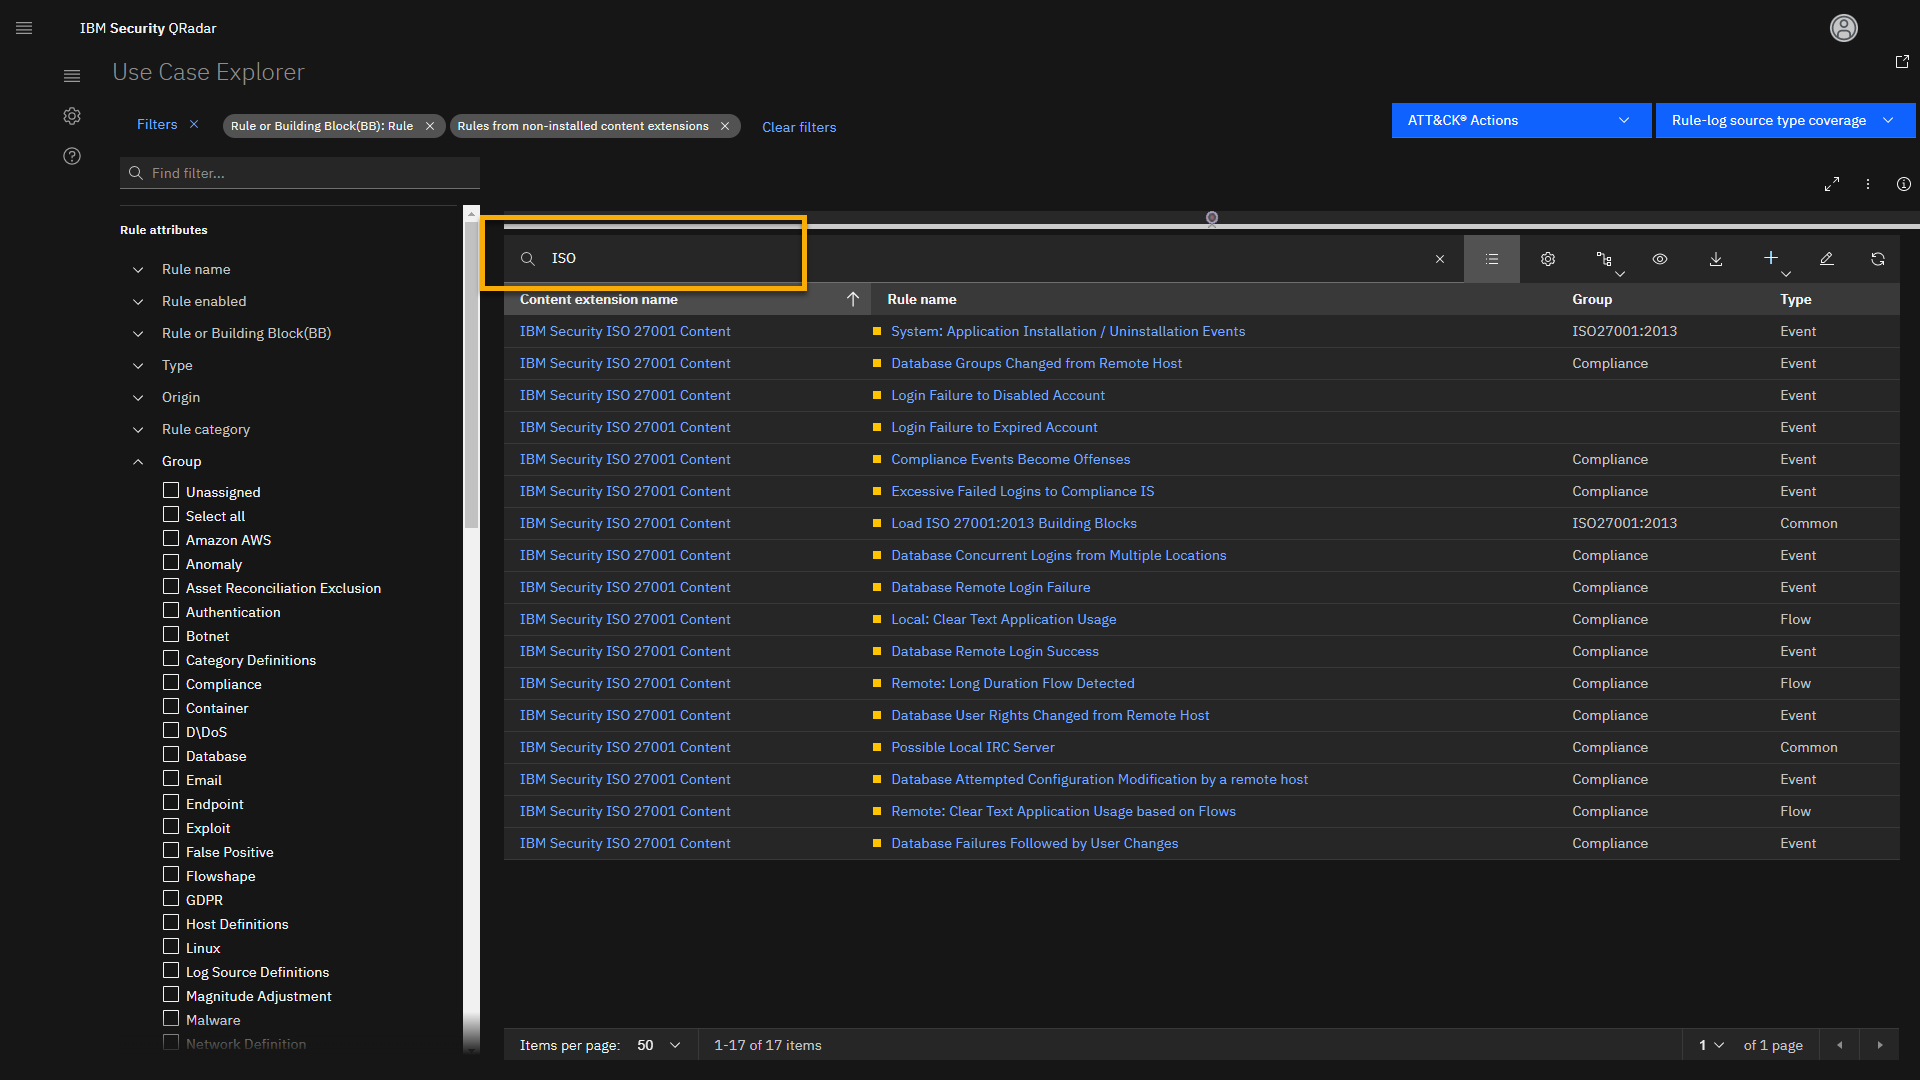 IBM Security QRadar
Use Case Explorer
Filters
Rule or Building Block(BB): Rule
Rules from non-installed content extensions
Clear filters
ATT&CK® Actions
Rule-log source type coverage
Find filter...
Rule attributes
Rule name
Rule enabled
Rule or Building Block(BB)
Type
Origin
Rule category
Group
Unassigned
Select all
Amazon AWS
Anomaly
Asset Reconciliation Exclusion
Authentication
Botnet
Category Definitions
Compliance
Container
D\DoS
Database
Email
Endpoint
Exploit
False Positive
Flowshape
GDPR
Host Definitions
Linux
Log Source Definitions
Magnitude Adjustment
Malware
Network Definition
ISO
Content extension name Rule name Group Type
IBM Security ISO 27001 Content System: Application Installation / Uninstallation Events ISO27001:2013 Event
IBM Security ISO 27001 Content Database Groups Changed from Remote Host Compliance Event
IBM Security ISO 27001 Content Login Failure to Disabled Account Event
IBM Security ISO 27001 Content Login Failure to Expired Account Event
IBM Security ISO 27001 Content Compliance Events Become Offenses Compliance Event
IBM Security ISO 27001 Content Excessive Failed Logins to Compliance IS Compliance Event
IBM Security ISO 27001 Content Load ISO 27001:2013 Building Blocks ISO27001:2013 Common
IBM Security ISO 27001 Content Database Concurrent Logins from Multiple Locations Compliance Event
IBM Security ISO 27001 Content Database Remote Login Failure Compliance Event
IBM Security ISO 27001 Content Local: Clear Text Application Usage Compliance Flow
IBM Security ISO 27001 Content Database Remote Login Success Compliance Event
IBM Security ISO 27001 Content Remote: Long Duration Flow Detected Compliance Flow
IBM Security ISO 27001 Content Database User Rights Changed from Remote Host Compliance Event
IBM Security ISO 27001 Content Possible Local IRC Server Compliance Common
IBM Security ISO 27001 Content Database Attempted Configuration Modification by a remote host Compliance Event
IBM Security ISO 27001 Content Remote: Clear Text Application Usage based on Flows Compliance Flow
IBM Security ISO 27001 Content Database Failures Followed by User Changes Compliance Event
Items per page: 50 1-17 of 17 items 1 of 1 page